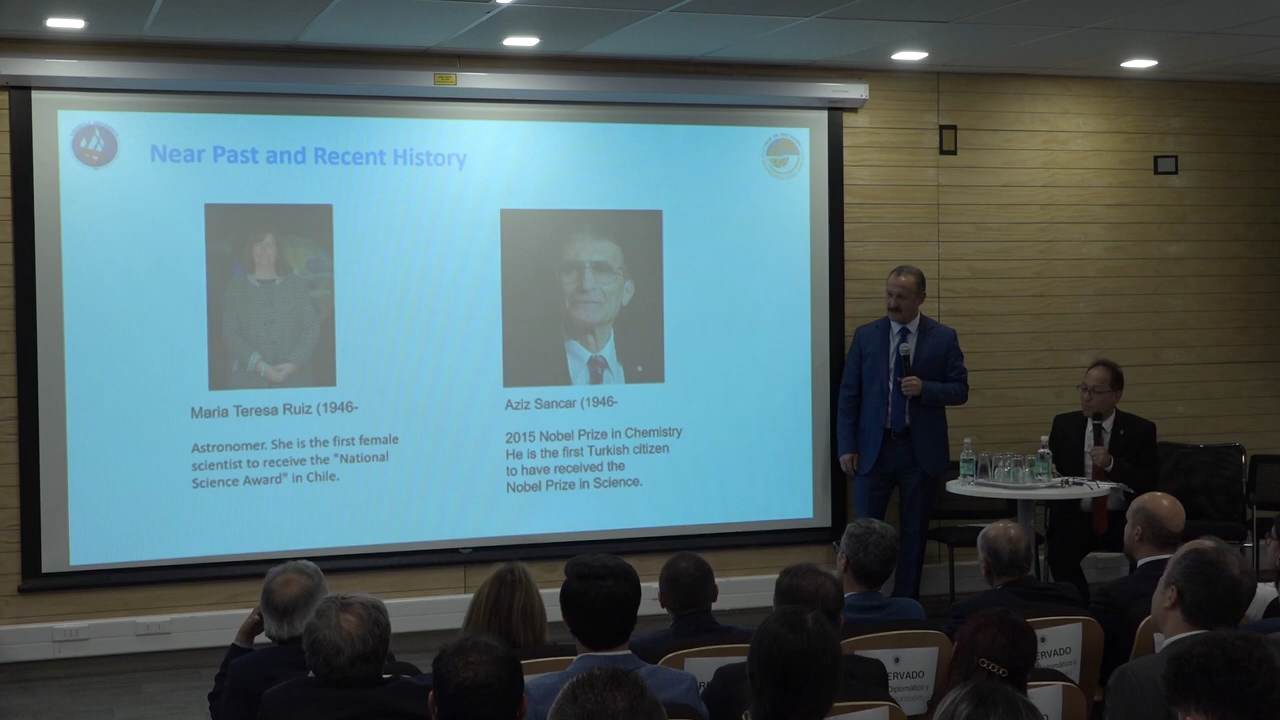 Near Past and Recent History
Maria Teresa Ruiz (1946-
Astronomer. She is the first female
scientist to receive the "National
Science Award" in Chile.
Aziz Sancar (1946-
2015 Nobel Prize in Chemistry
He is the first Turkish citizen
to have received the
Nobel Prize in Science.
ERVADO